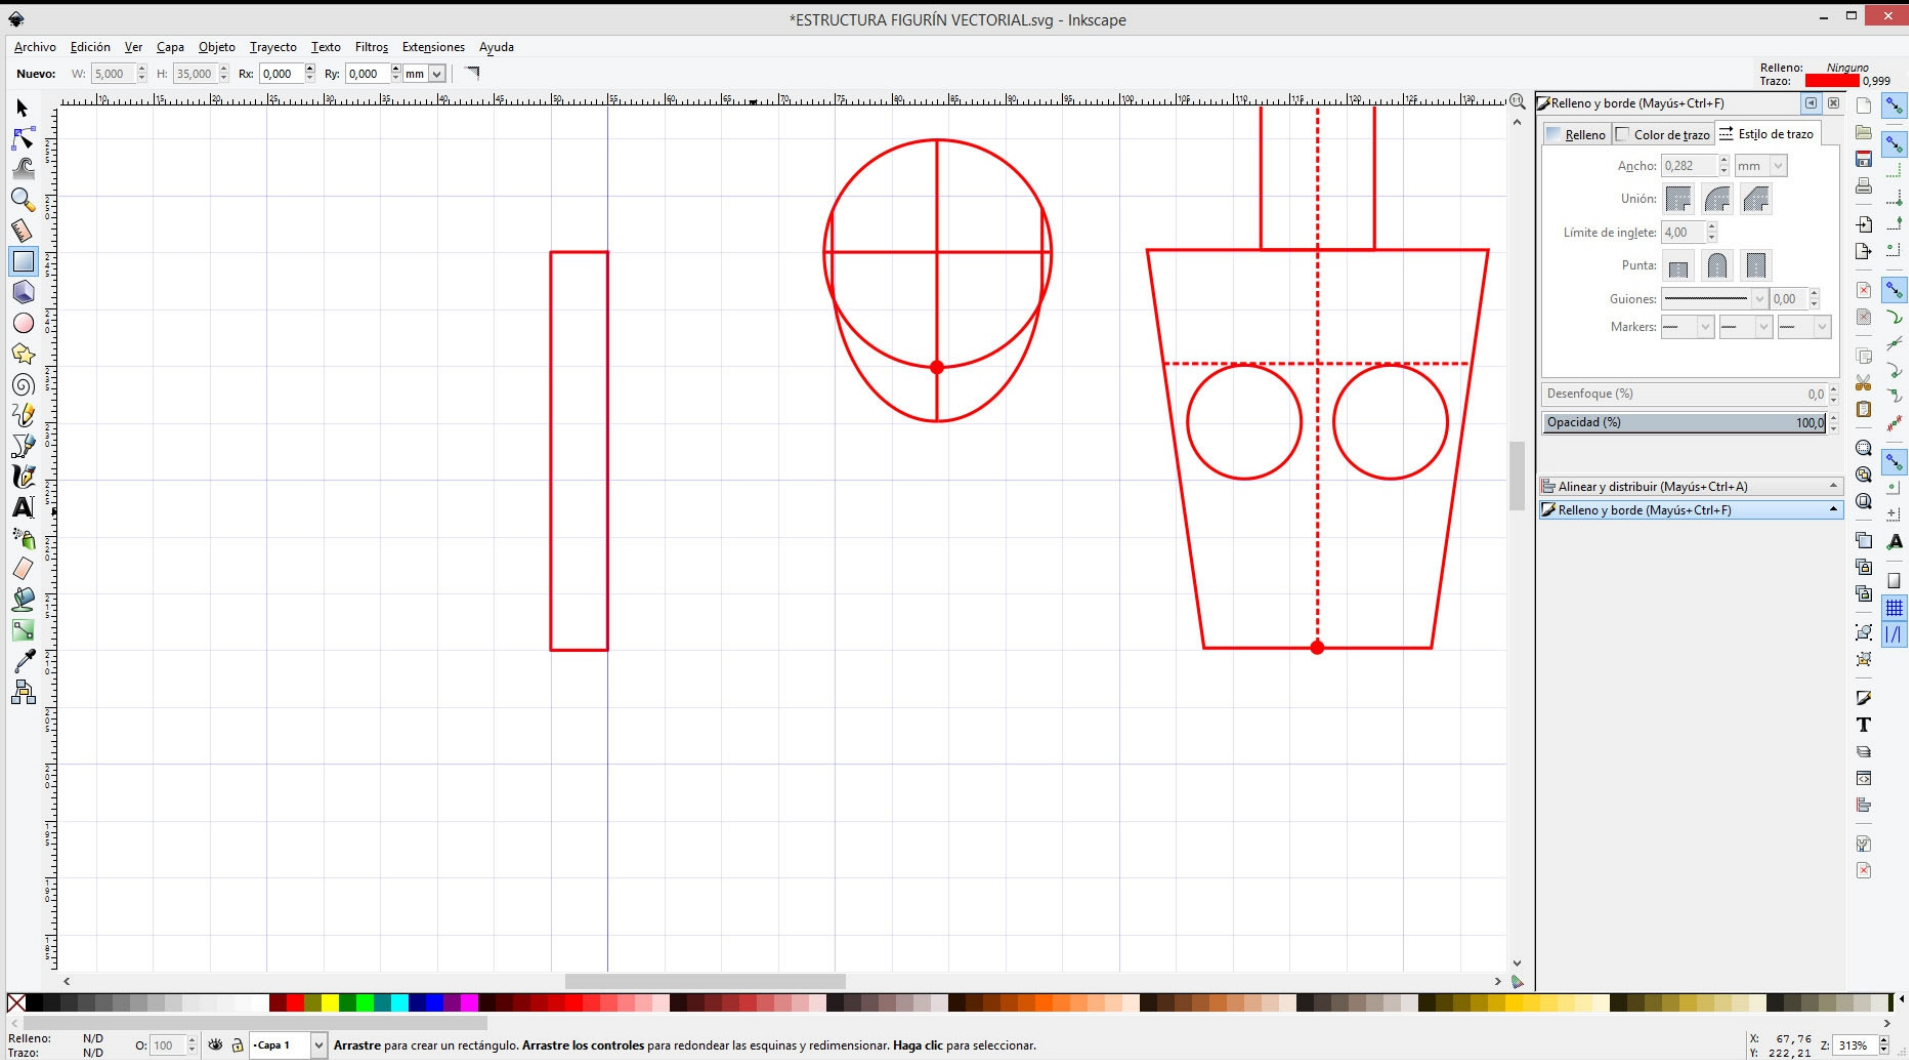 *ESTRUCTURA FIGURÍN VECTORIAL.svg - Inkscape
Archivo Edición Ver Capa Objeto Trayecto Texto Filtros Extensiones Ayuda
Nuevo: W: 5,000 H: 35,000 Rx: 0,000 Ry: 0,000 mm
Relleno: Ninguno
Trazo: 0,999
Relleno y borde (Mayús+Ctrl+F)
Relleno Color de trazo Estilo de trazo
Ancho: 0,282 mm
Unión:
Límite de inglete: 4,00
Punta:
Guiones: 0,00
Markers:
Desenfoque (%) 0,0
Opacidad (%) 100,0
Alinear y distribuir (Mayús+Ctrl+A)
Relleno y borde (Mayús+Ctrl+F)
Relleno: N/D
Trazo: N/D
O: 100
•Capa 1
Arrastre para crear un rectángulo. Arrastre los controles para redondear las esquinas y redimensionar. Haga clic para seleccionar.
X: 67,76
Y: 222,21
Z: 313%